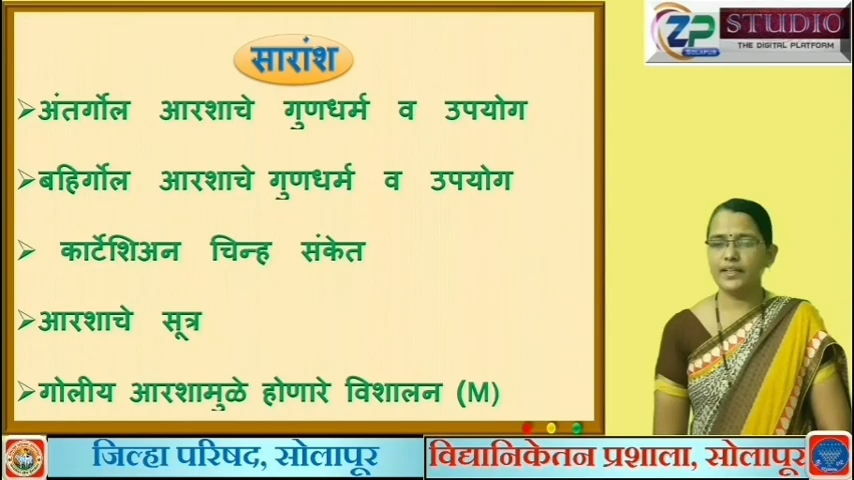 ZP STUDIO
SOLAPUR THE DIGITAL PLATFORM
सारांश
➢अंतर्गोल आरशाचे गुणधर्म व उपयोग
➢बहिर्गोल आरशाचे गुणधर्म व उपयोग
➢ कार्टेशिअन चिन्ह संकेत
➢आरशाचे सूत्र
➢गोलीय आरशामुळे होणारे विशालन (M)
जिल्हा परिषद, सोलापूर विद्यानिकेतन प्रशाला, सोलापूर